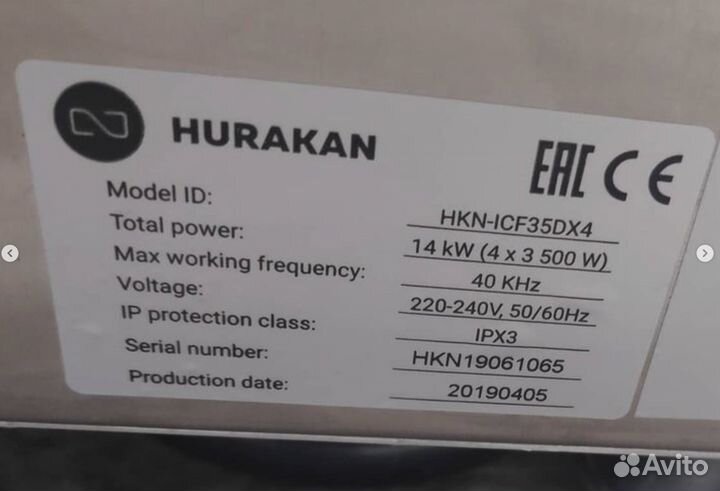 HURAKAN
EAC CE
Model ID: HKN-ICF35DX4
Total power: 14 kW (4 x 3 500 W)
Max working frequency: 40 KHz
Voltage: 220-240V, 50/60Hz
IP protection class: IPX3
Serial number: HKN19061065
Production date: 20190405
Avito